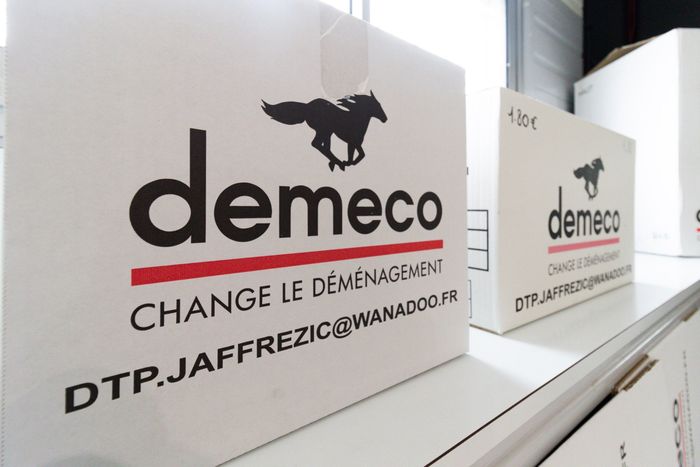 demeco
CHANGE LE DÉMÉNAGEMENT
DTP.JAFFREZIC@WANADOO.FR
1.80€
demeco
CHANGE LE DÉMÉNAGEMENT
DTP.JAFFREZIC@WANADOO.FR